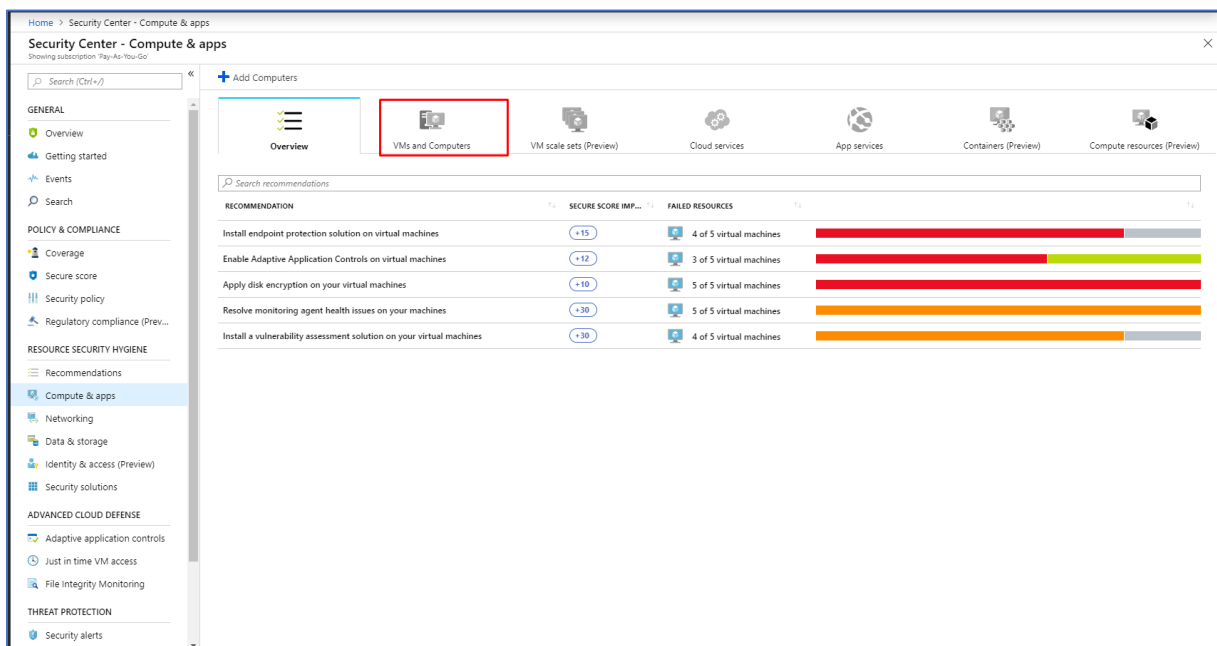 Home > Security Center - Compute & apps
Security Center - Compute & apps
Showing subscription 'Pay-As-You-Go'
Search (Ctrl+/)
«
Add Computers
GENERAL
Overview
Getting started
Events
Search
POLICY & COMPLIANCE
Coverage
Secure score
Security policy
Regulatory compliance (Prev...
RESOURCE SECURITY HYGIENE
Recommendations
Compute & apps
Networking
Data & storage
Identity & access (Preview)
Security solutions
ADVANCED CLOUD DEFENSE
Adaptive application controls
Just in time VM access
File Integrity Monitoring
THREAT PROTECTION
Security alerts
Overview VMs and Computers VM scale sets (Preview) Cloud services App services Containers (Preview) Compute resources (Preview)
Search recommendations
RECOMMENDATION SECURE SCORE IMP... FAILED RESOURCES
Install endpoint protection solution on virtual machines +15 4 of 5 virtual machines
Enable Adaptive Application Controls on virtual machines +12 3 of 5 virtual machines
Apply disk encryption on your virtual machines +10 5 of 5 virtual machines
Resolve monitoring agent health issues on your machines +30 5 of 5 virtual machines
Install a vulnerability assessment solution on your virtual machines +30 4 of 5 virtual machines